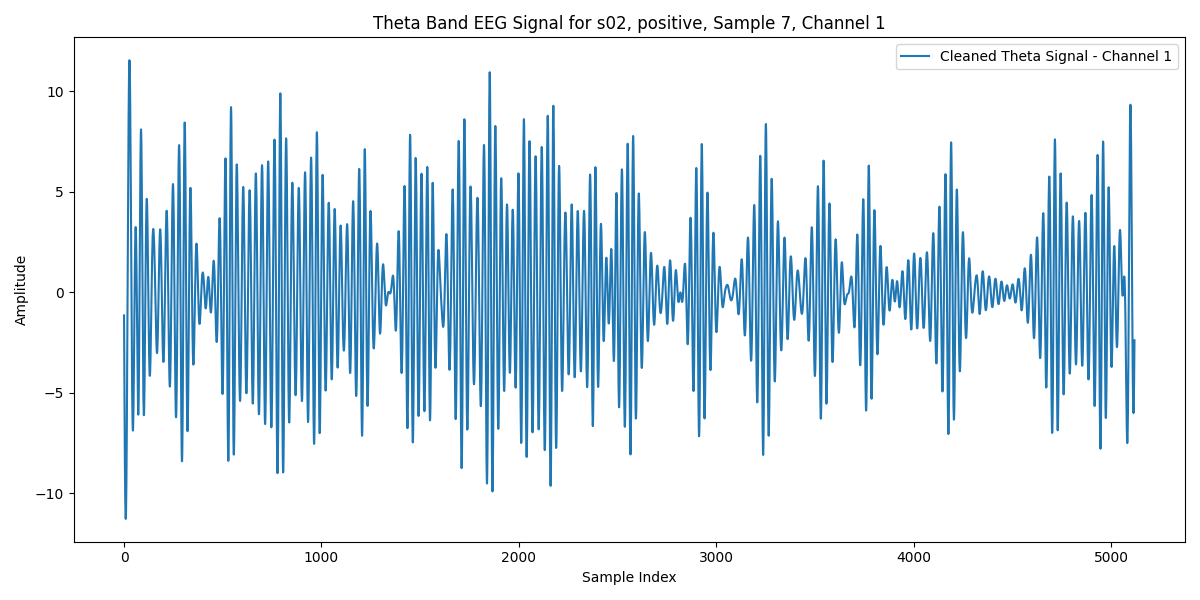 Theta Band EEG Signal for s02, positive, Sample 7, Channel 1
Cleaned Theta Signal - Channel 1
Amplitude
10
5
0
−5
−10
0 1000 2000 3000 4000 5000
Sample Index